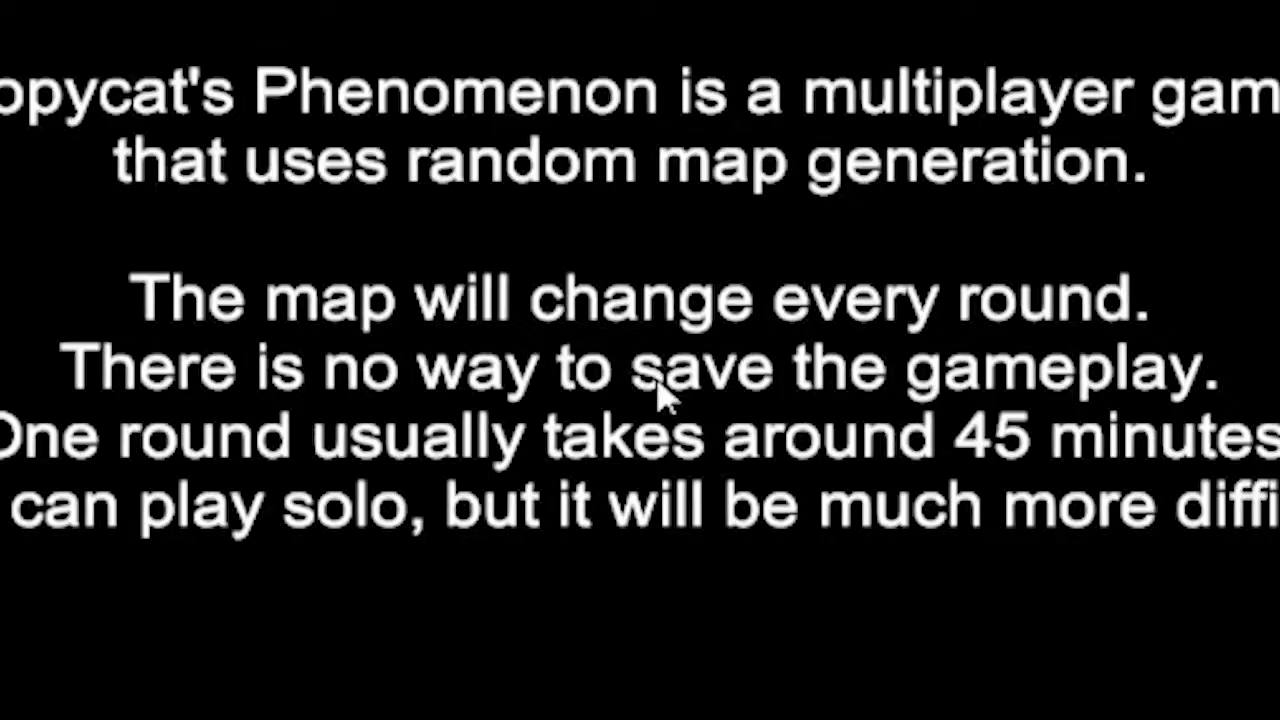 opycat's Phenomenon is a multiplayer gam
that uses random map generation.
The map will change every round.
There is no way to save the gameplay.
One round usually takes around 45 minutes
can play solo, but it will be much more diffi